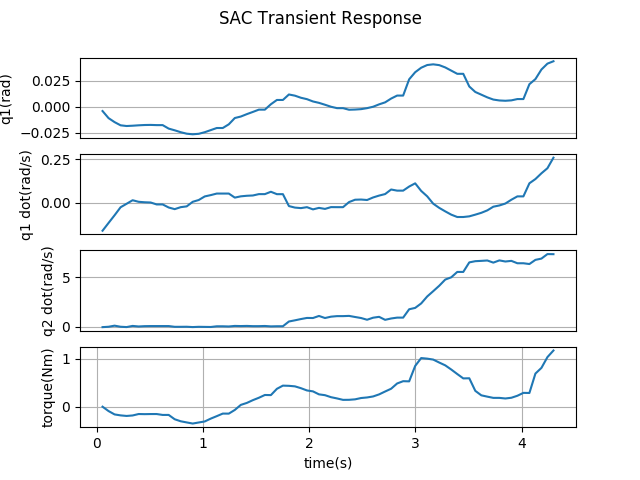 SAC Transient Response
q1(rad)
0.025
0.000
−0.025
q1 dot(rad/s)
0.25
0.00
q2 dot(rad/s)
5
0
torque(Nm)
1
0
0 1 2 3 4
time(s)